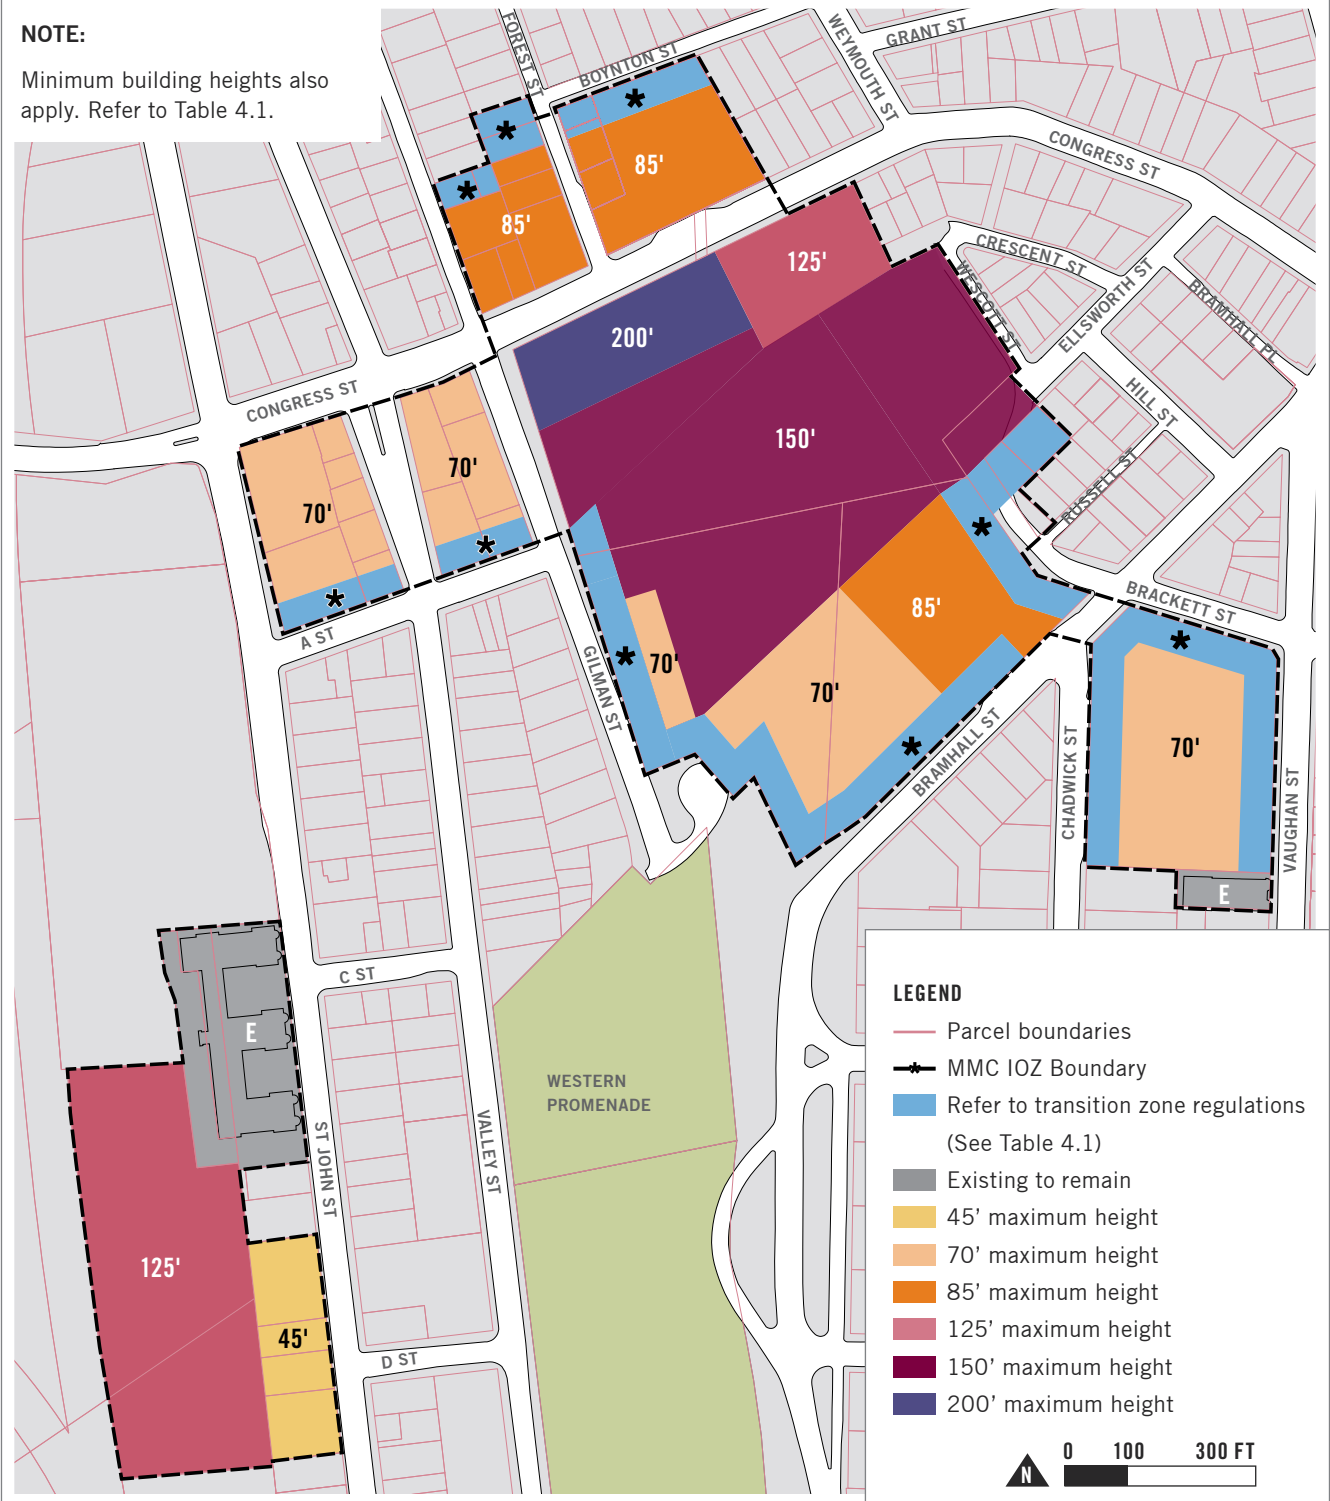 NOTE:
Minimum building heights also
apply. Refer to Table 4.1.
FOREST ST
BOYNTON ST
WEYMOUTH ST
GRANT ST
CONGRESS ST
CRESCENT ST
WESCOTT ST
ELLSWORTH ST
BRAMHALL PL
HILL ST
RUSSELL ST
BRACKETT ST
CONGRESS ST
A ST
GILMAN ST
BRAMHALL ST
CHADWICK ST
VAUGHAN ST
C ST
ST JOHN ST
VALLEY ST
D ST
WESTERN
PROMENADE
*
*
*
85'
85'
125'
200'
150'
70'
70'
*
*
*
85'
70'
70'
*
*
*
70'
E
E
125'
45'
LEGEND
Parcel boundaries
MMC IOZ Boundary
Refer to transition zone regulations
(See Table 4.1)
Existing to remain
45’ maximum height
70’ maximum height
85’ maximum height
125’ maximum height
150’ maximum height
200’ maximum height
N
0 100 300 FT